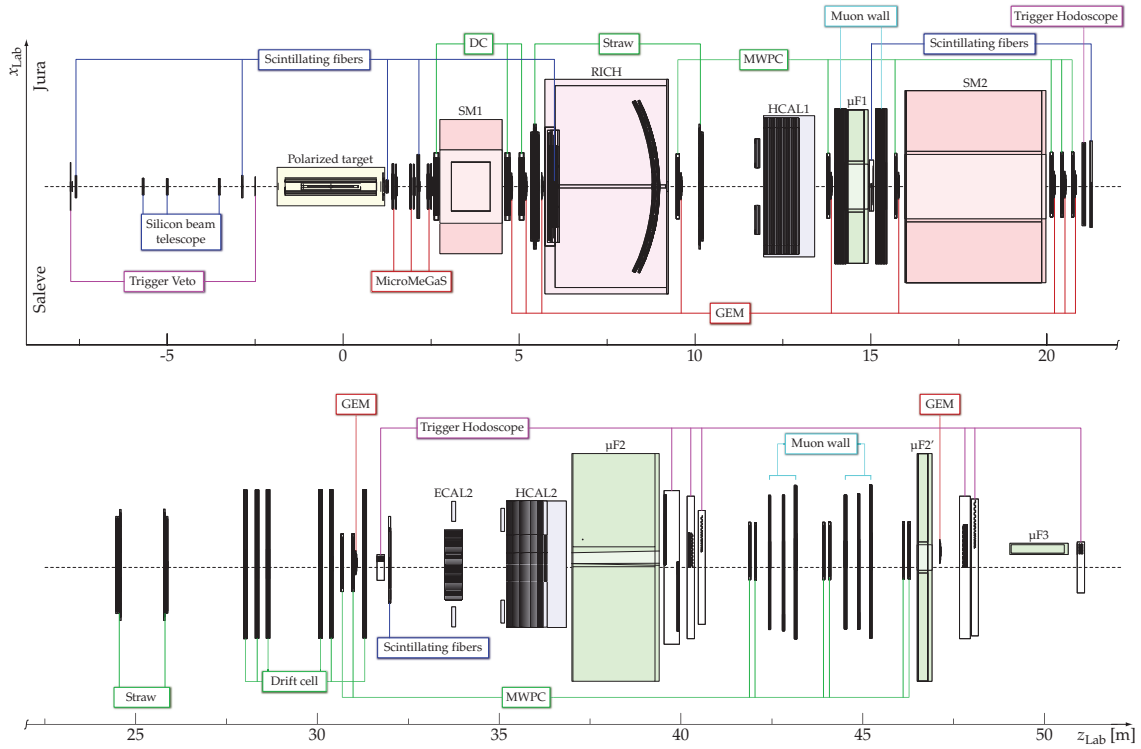 DC
Straw
Muon wall
Trigger Hodoscope
x_Lab
Jura
Scintillating fibers
RICH
MWPC
Scintillating fibers
SM1
HCAL1
µF1
SM2
Polarized target
Silicon beam
telescope
Saleve
Trigger Veto
MicroMeGaS
GEM
-5
0
5
10
15
20
GEM
Trigger Hodoscope
GEM
µF2
Muon wall
µF2′
ECAL2
HCAL2
µF3
Scintillating fibers
Straw
Drift cell
MWPC
25
30
35
40
45
50
z_Lab [m]